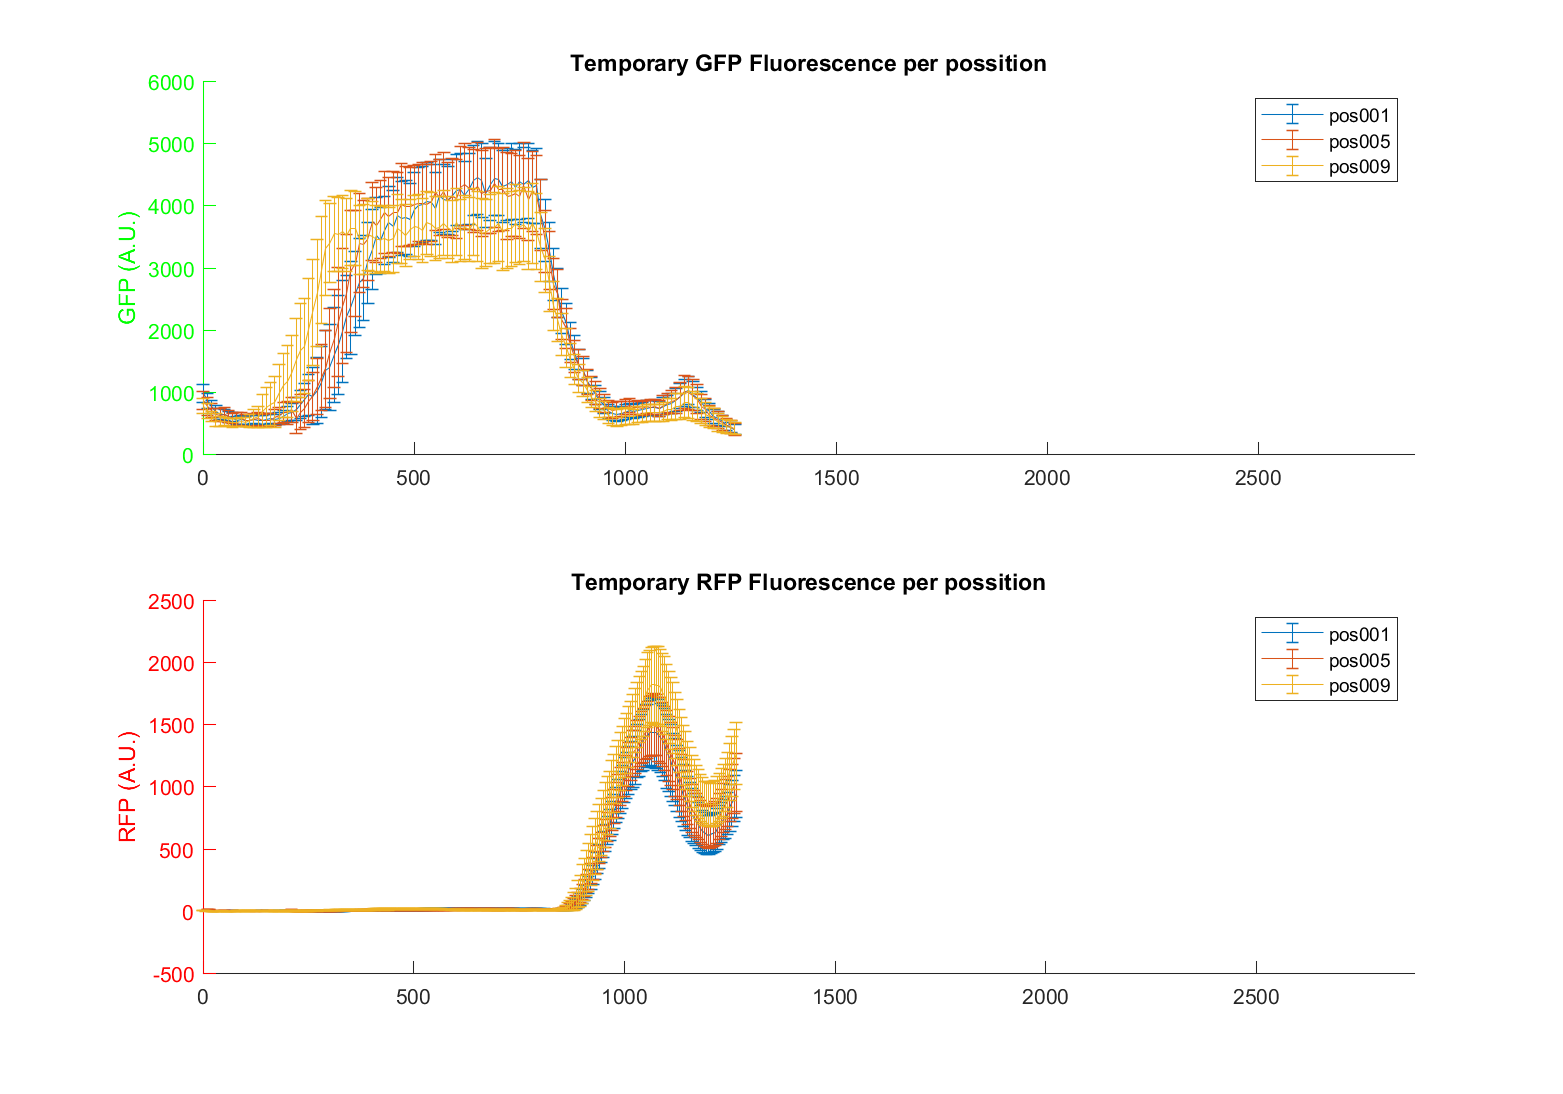 Temporary GFP Fluorescence per possition
6000
5000
4000
3000
2000
1000
0
GFP (A.U.)
0 500 1000 1500 2000 2500
pos001
pos005
pos009
Temporary RFP Fluorescence per possition
2500
2000
1500
1000
500
0
-500
RFP (A.U.)
0 500 1000 1500 2000 2500
pos001
pos005
pos009